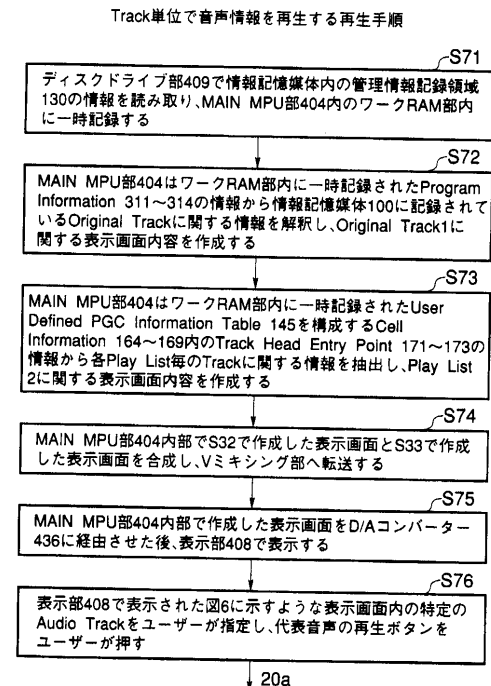 Track単位で音声情報を再生する再生手順
S71
ディスクドライブ部409で情報記憶媒体内の管理情報記録領域
130の情報を読み取り、MAIN MPU部404内のワークRAM部内
に一時記録する
S72
MAIN MPU部404はワークRAM部内に一時記録されたProgram
Information 311〜314の情報から情報記憶媒体100に記録されて
いるOriginal Trackに関する情報を解釈し、Original Track1に
関する表示画面内容を作成する
S73
MAIN MPU部404はワークRAM部内に一時記録されたUser
Defined PGC Information Table 145を構成するCell
Information 164〜169内のTrack Head Entry Point 171〜173の
情報から各Play List毎のTrackに関する情報を抽出し、Play List
2に関する表示画面内容を作成する
S74
MAIN MPU部404内部でS32で作成した表示画面とS33で作成
した表示画面を合成し、Vミキシング部へ転送する
S75
MAIN MPU部404内部で作成した表示画面をD/Aコンバーター
436に経由させた後、表示部408で表示する
S76
表示部408で表示された図6に示すような表示画面内の特定の
Audio Trackをユーザーが指定し、代表音声の再生ボタンを
ユーザーが押す
20a